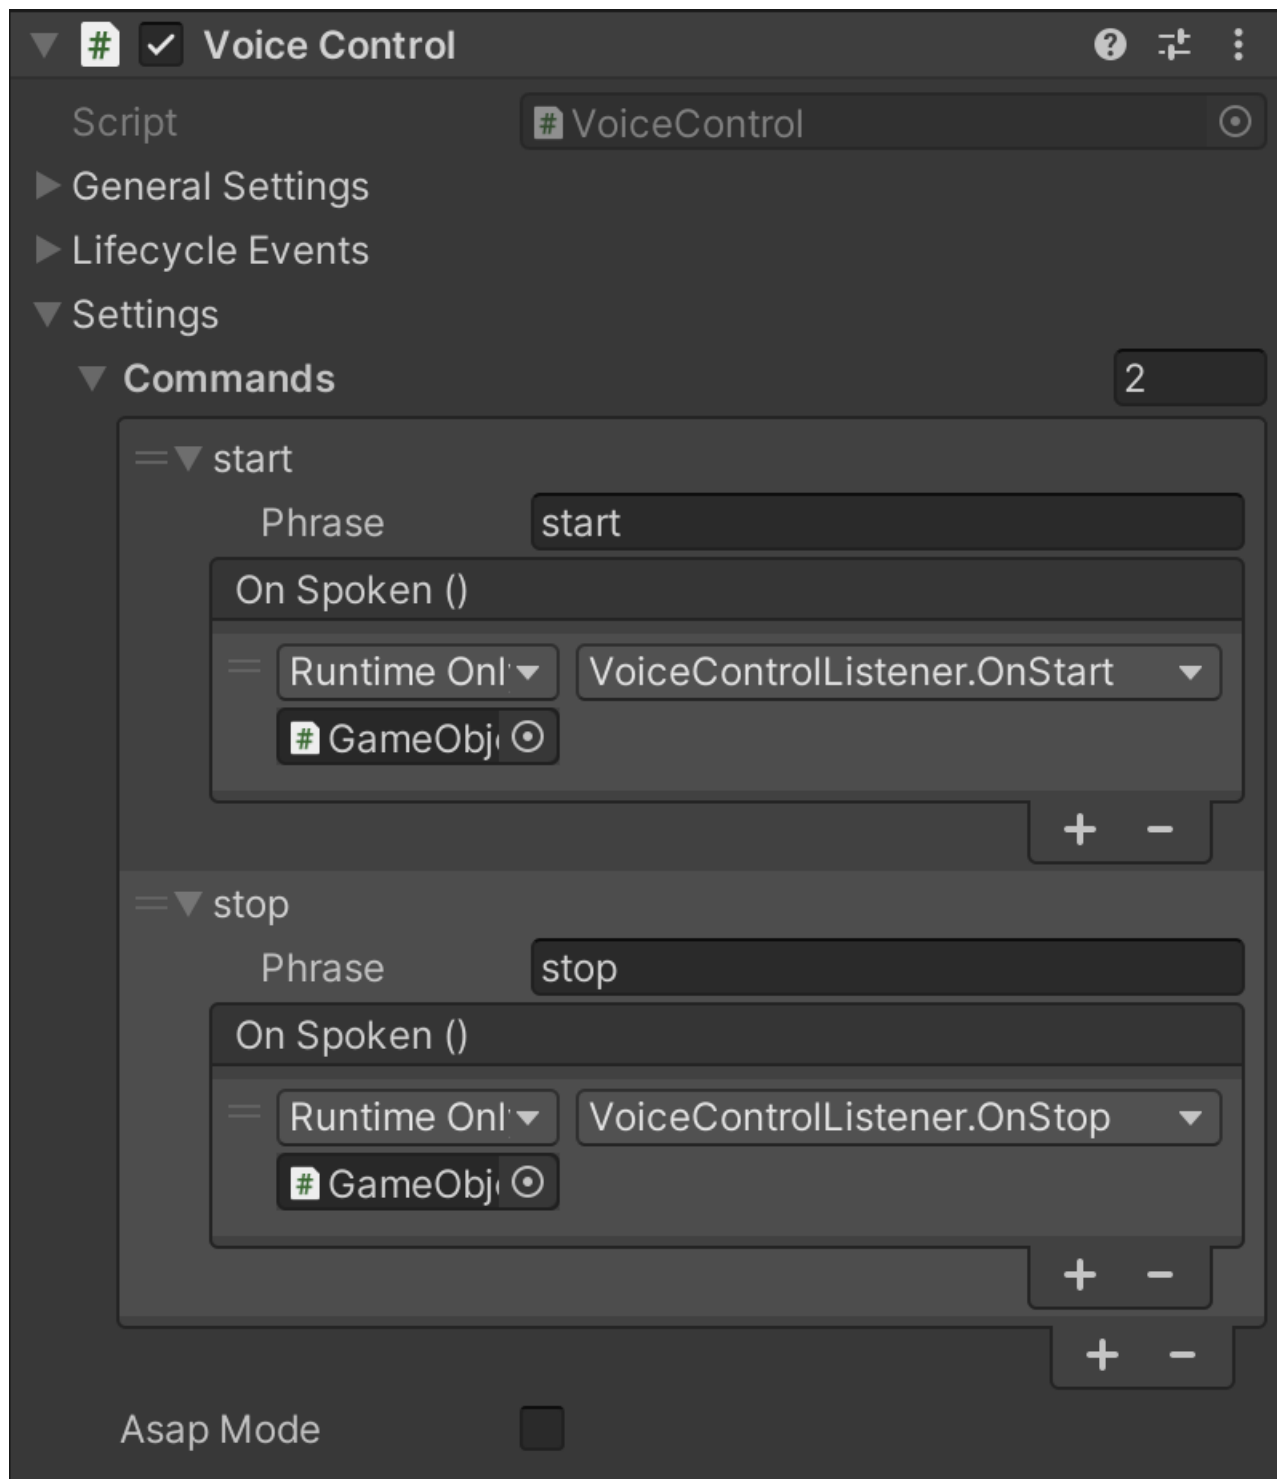 Voice Control
Script # VoiceControl
General Settings
Lifecycle Events
Settings
Commands 2
start
Phrase start
On Spoken ()
Runtime Onl VoiceControlListener.OnStart
# GameObj
stop
Phrase stop
On Spoken ()
Runtime Onl VoiceControlListener.OnStop
# GameObj
Asap Mode